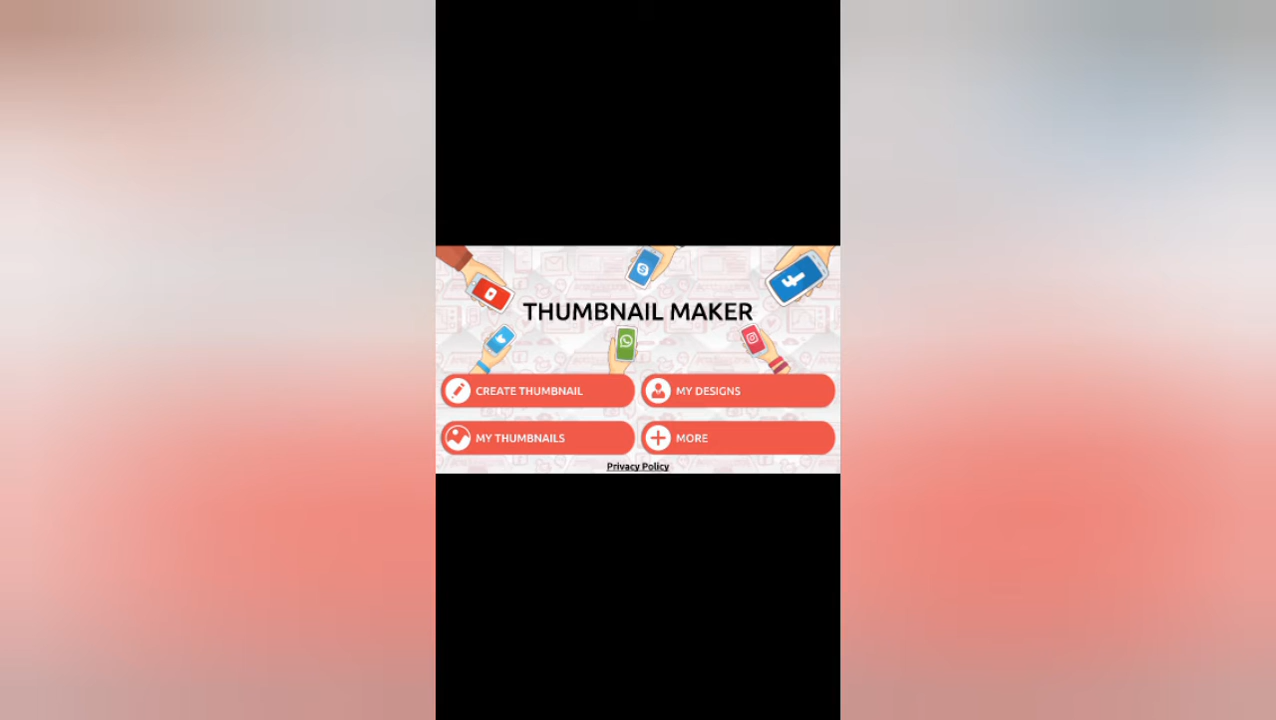 THUMBNAIL MAKER
CREATE THUMBNAIL
MY DESIGNS
MY THUMBNAILS
MORE
Privacy Policy